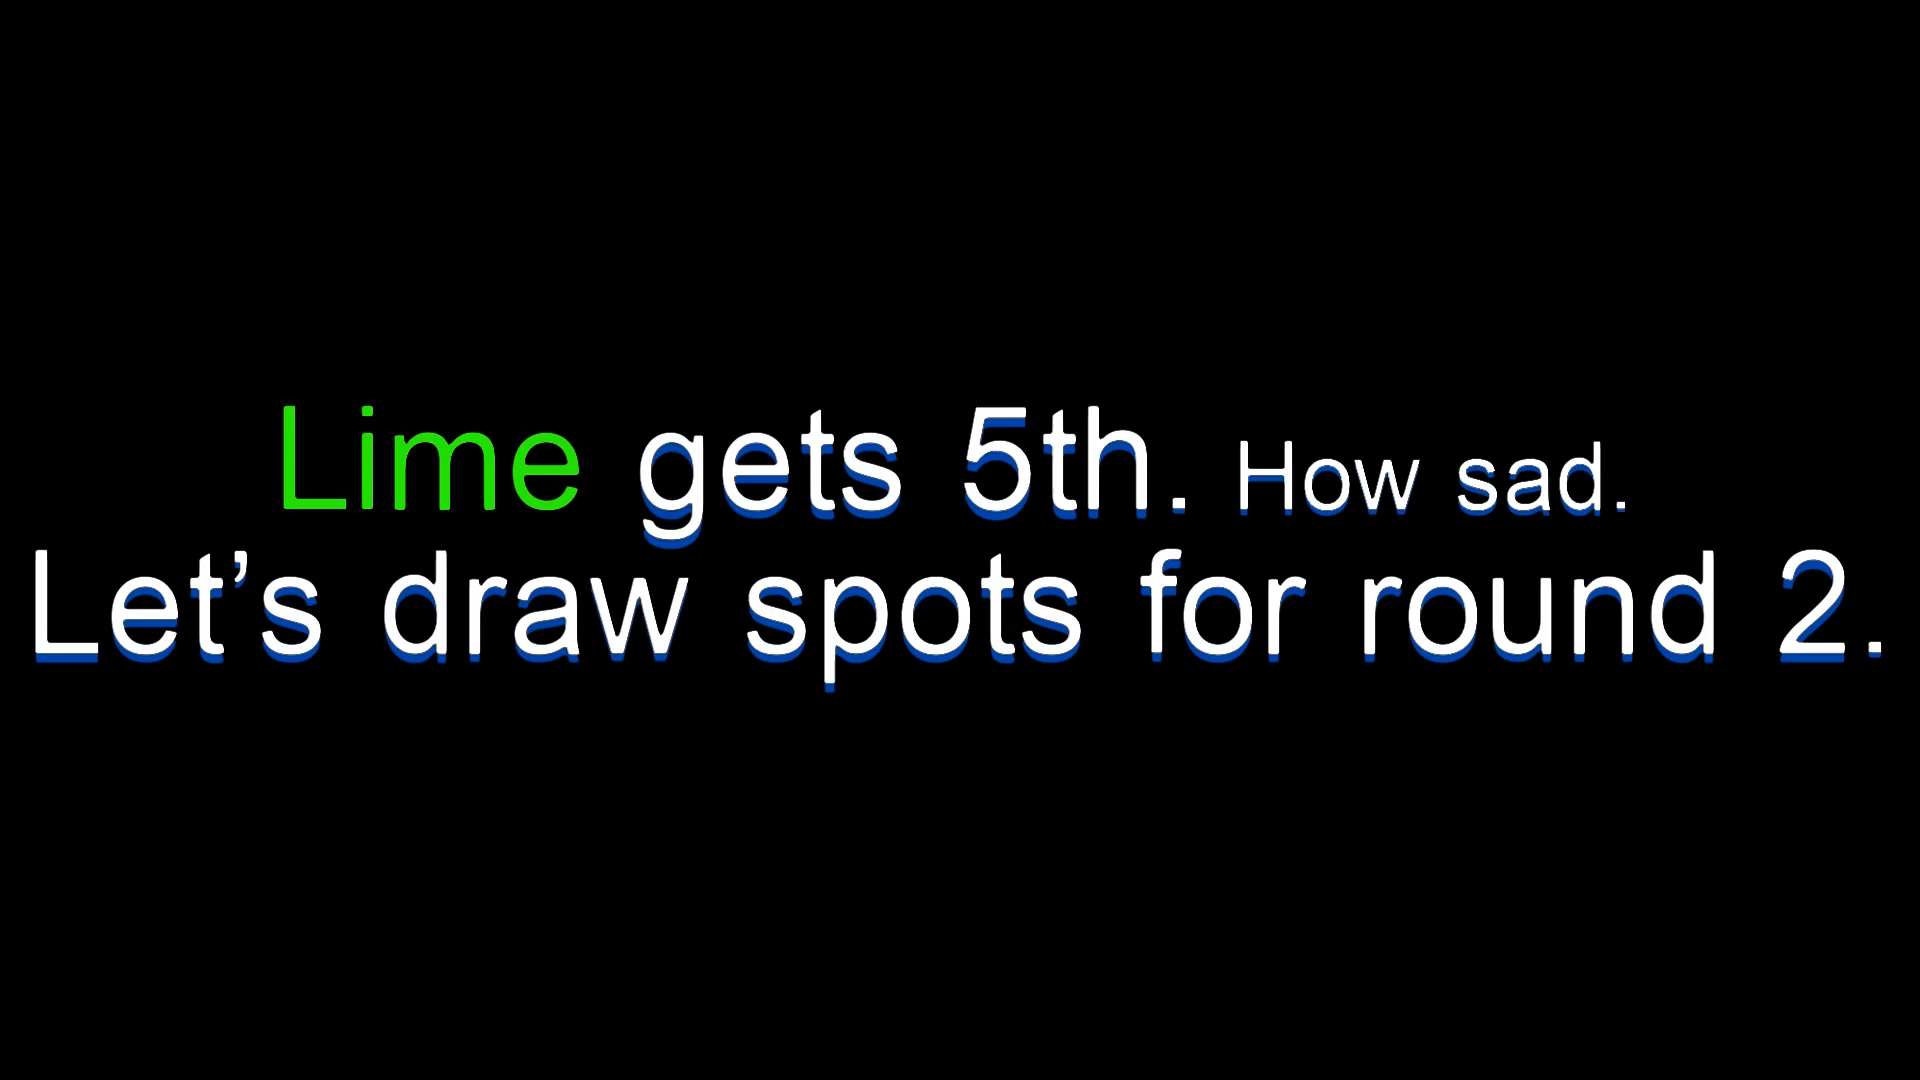 Lime gets 5th. How sad.
Let’s draw spots for round 2.